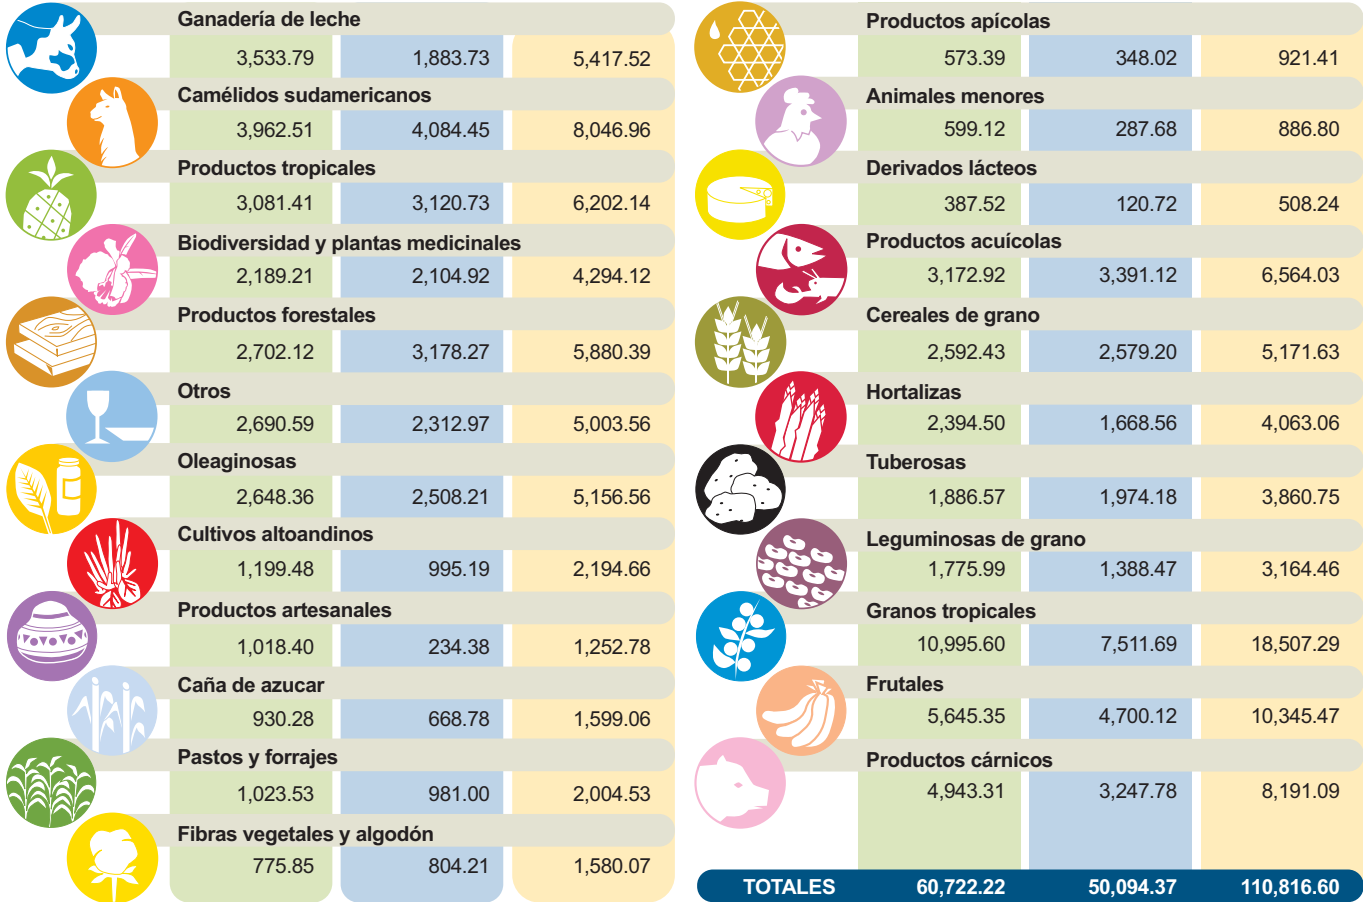 Ganadería de leche
3,533.79 1,883.73 5,417.52
Camélidos sudamericanos
3,962.51 4,084.45 8,046.96
Productos tropicales
3,081.41 3,120.73 6,202.14
Biodiversidad y plantas medicinales
2,189.21 2,104.92 4,294.12
Productos forestales
2,702.12 3,178.27 5,880.39
Otros
2,690.59 2,312.97 5,003.56
Oleaginosas
2,648.36 2,508.21 5,156.56
Cultivos altoandinos
1,199.48 995.19 2,194.66
Productos artesanales
1,018.40 234.38 1,252.78
Caña de azucar
930.28 668.78 1,599.06
Pastos y forrajes
1,023.53 981.00 2,004.53
Fibras vegetales y algodón
775.85 804.21 1,580.07
Productos apícolas
573.39 348.02 921.41
Animales menores
599.12 287.68 886.80
Derivados lácteos
387.52 120.72 508.24
Productos acuícolas
3,172.92 3,391.12 6,564.03
Cereales de grano
2,592.43 2,579.20 5,171.63
Hortalizas
2,394.50 1,668.56 4,063.06
Tuberosas
1,886.57 1,974.18 3,860.75
Leguminosas de grano
1,775.99 1,388.47 3,164.46
Granos tropicales
10,995.60 7,511.69 18,507.29
Frutales
5,645.35 4,700.12 10,345.47
Productos cárnicos
4,943.31 3,247.78 8,191.09
TOTALES 60,722.22 50,094.37 110,816.60